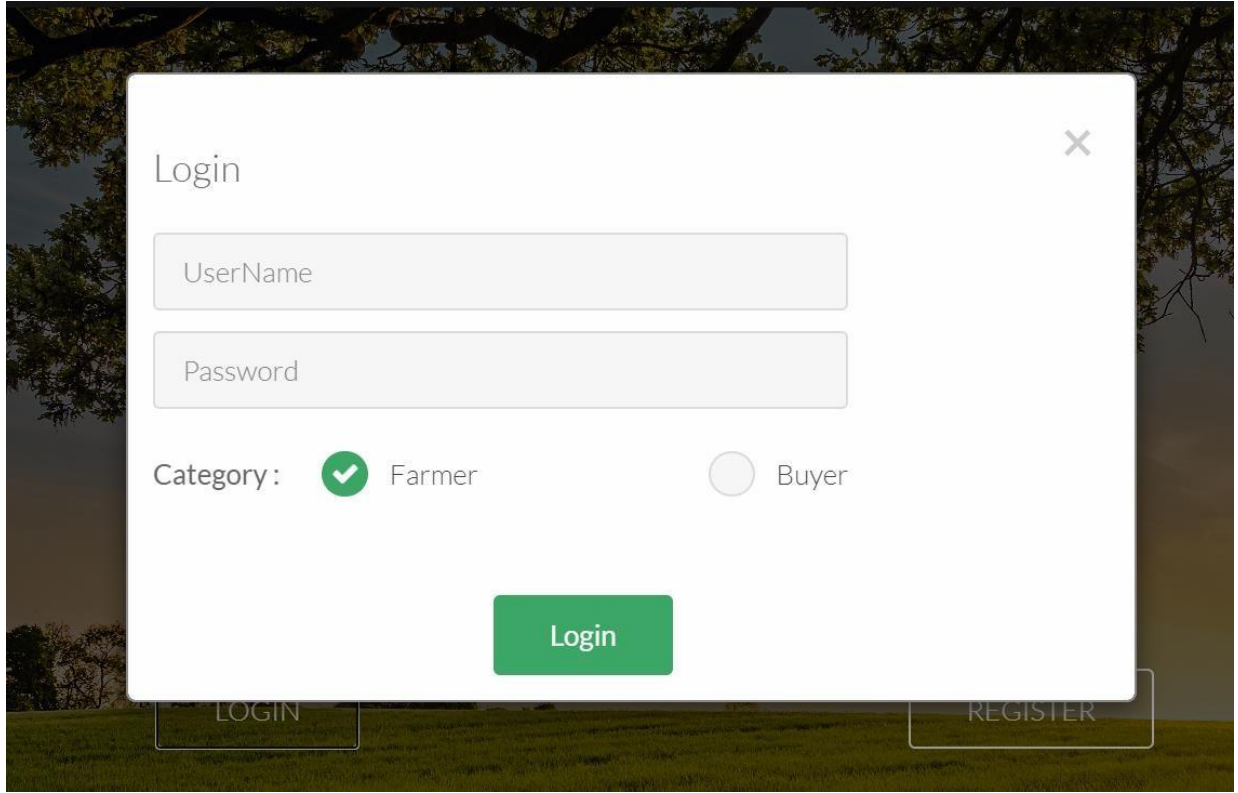 Login
UserName
Password
Category : Farmer Buyer
Login
LOGIN REGISTER